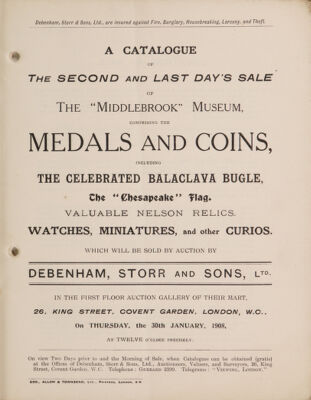 Debenham, Storr & Sons, Ltd., are insured against Fire, Burglary, Housebreaking, Larceny, and Theft.
A CATALOGUE
OF
THE SECOND AND LAST DAY'S SALE
OF
THE "MIDDLEBROOK" MUSEUM,
COMPRISING THE
MEDALS AND COINS,
INCLUDING
THE CELEBRATED BALACLAVA BUGLE,
The "Chesapeake" Flag,
VALUABLE NELSON RELICS,
WATCHES, MINIATURES, and other CURIOS.
WHICH WILL BE SOLD BY AUCTION BY
DEBENHAM, STORR AND SONS, LTD.
IN THE FIRST FLOOR AUCTION GALLERY OF THEIR MART,
26, KING STREET, COVENT GARDEN, LONDON, W.C.,
On THURSDAY, the 30th JANUARY, 1908,
AT TWELVE O'CLOCK PRECISELY.
On view Two Days prior to and the Morning of Sale, when Catalogues can be obtained (gratis)
at the Offices of Debenham, Storr & Sons, Ltd., Auctioneers, Valuers, and Surveyors, 26, King
Street, Covent Garden, W.C. Telephone: GERRARD 2299. Telegrams: "VIEWING, LONDON."
LONDON, S.W.